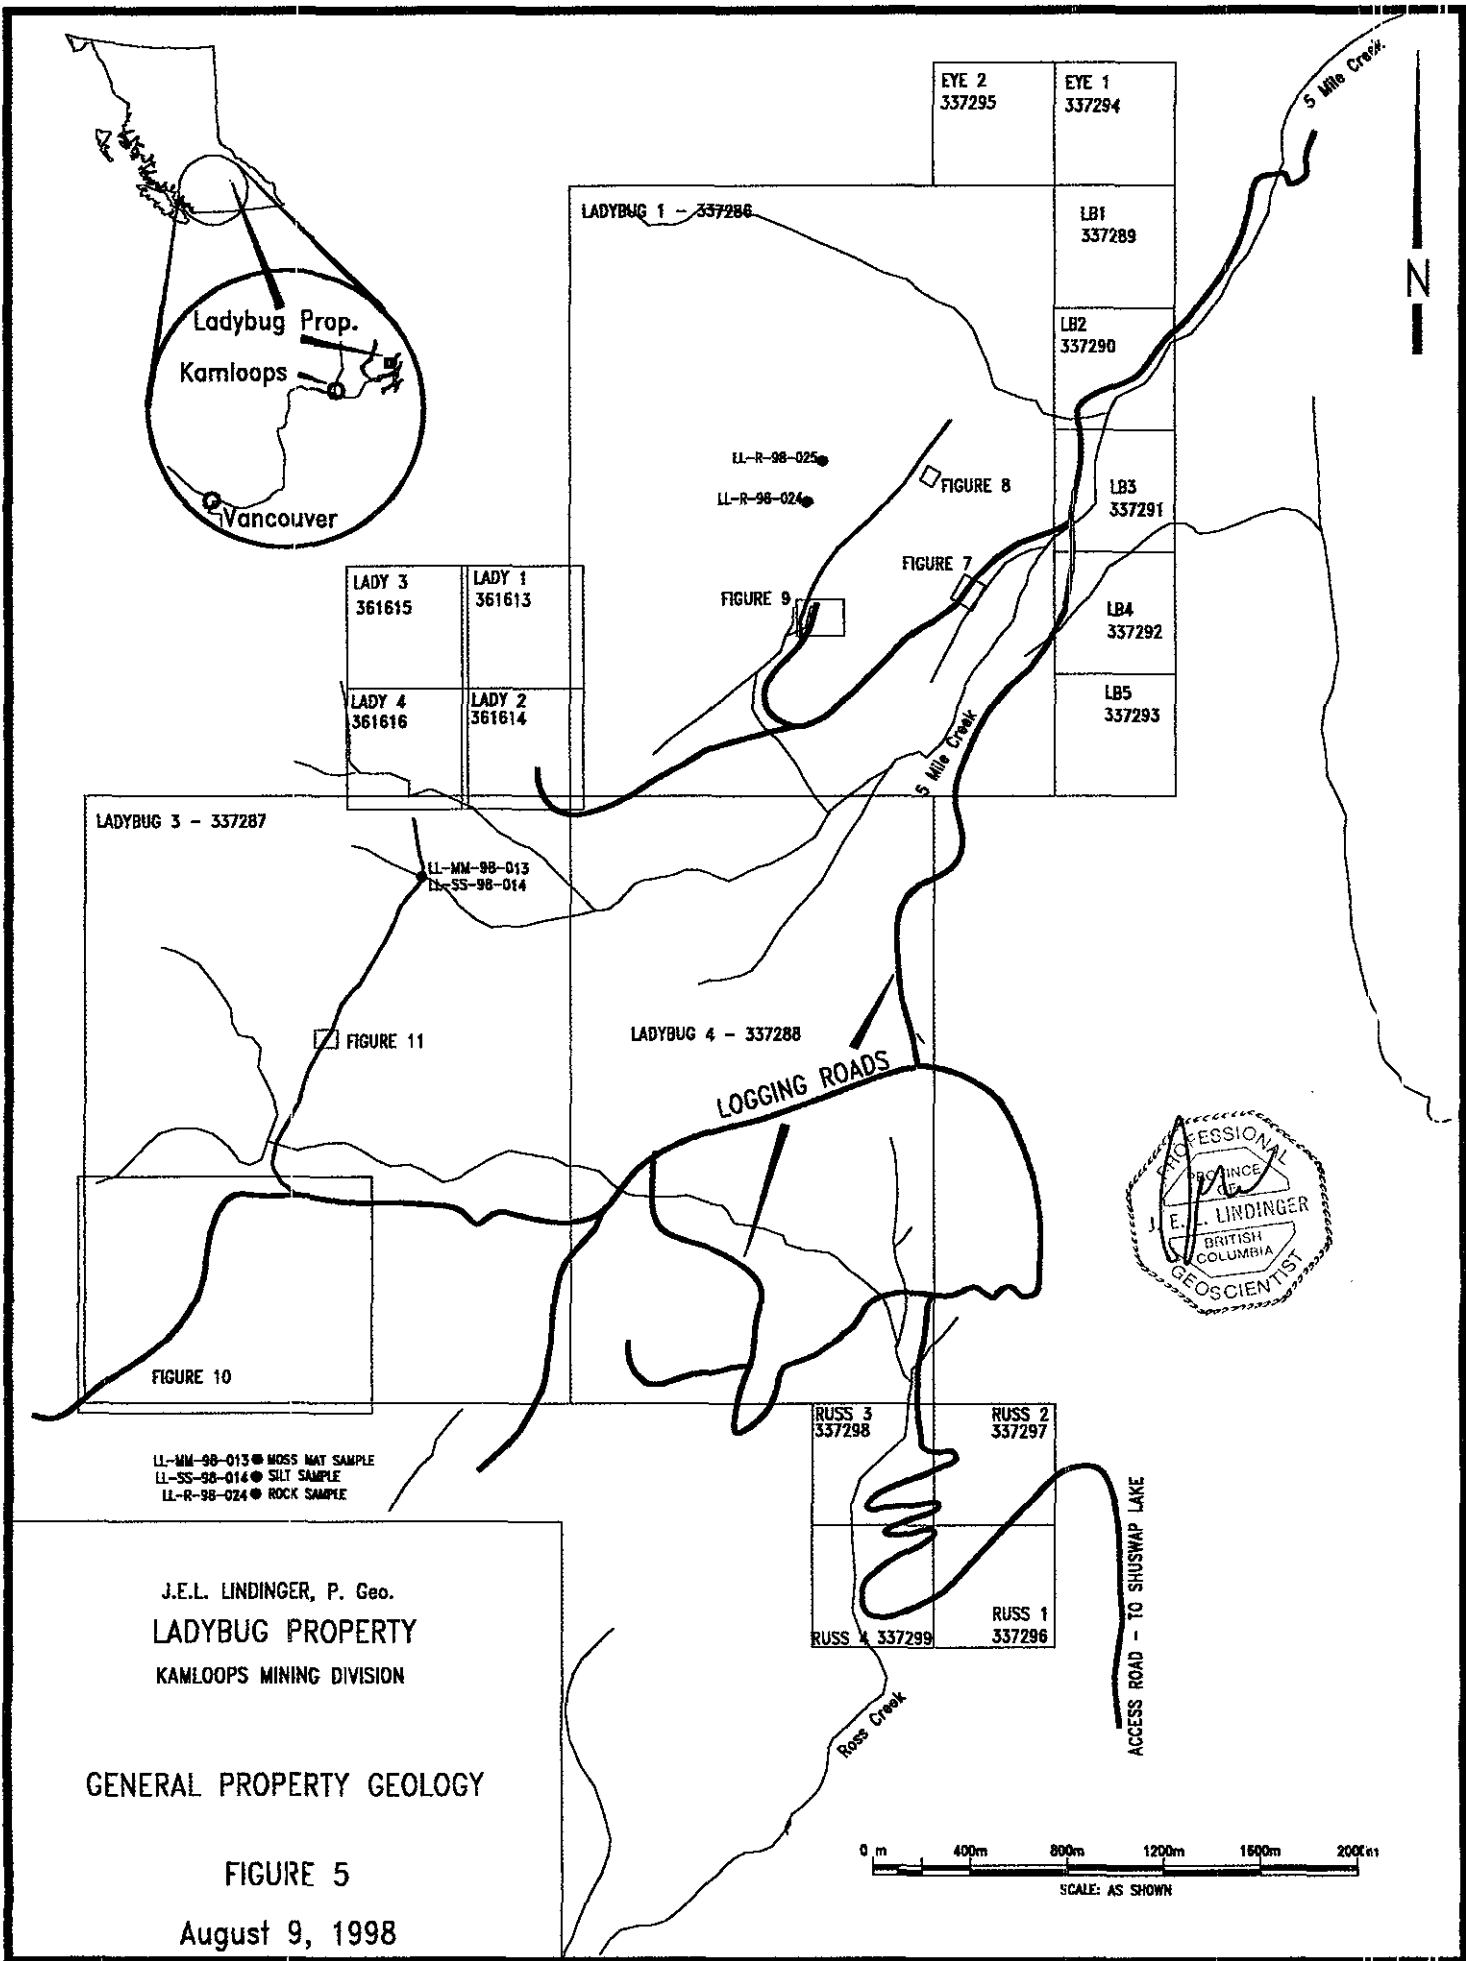 5 Mile Creek
EYE 2
337295
EYE 1
337294
LADYBUG 1 - 337286
LB1
337289
N
LB2
337290
Ladybug Prop.
Kamloops
Vancouver
LL-R-98-025
LL-R-98-024
FIGURE 8
LB3
337291
FIGURE 7
FIGURE 9
LADY 3
361615
LADY 1
361613
LB4
337292
LADY 4
361616
LADY 2
361614
LB5
337293
5 Mile Creek
LADYBUG 3 - 337287
LL-MM-98-013
LL-SS-98-014
FIGURE 11
LADYBUG 4 - 337288
LOGGING ROADS
PROFESSIONAL
PROVINCE
OF
J. E. L. LINDINGER
BRITISH
COLUMBIA
GEOSCIENTIST
FIGURE 10
RUSS 3
337298
RUSS 2
337297
LL-MM-98-013 ● MOSS MAT SAMPLE
LL-SS-98-014 ● SILT SAMPLE
LL-R-98-024 ● ROCK SAMPLE
ACCESS ROAD - TO SHUSWAP LAKE
RUSS 1
337296
RUSS 4 337299
Ross Creek
J.E.L. LINDINGER, P. Geo.
LADYBUG PROPERTY
KAMLOOPS MINING DIVISION
GENERAL PROPERTY GEOLOGY
FIGURE 5
August 9, 1998
0 m 400m 800m 1200m 1600m 2000m
SCALE: AS SHOWN